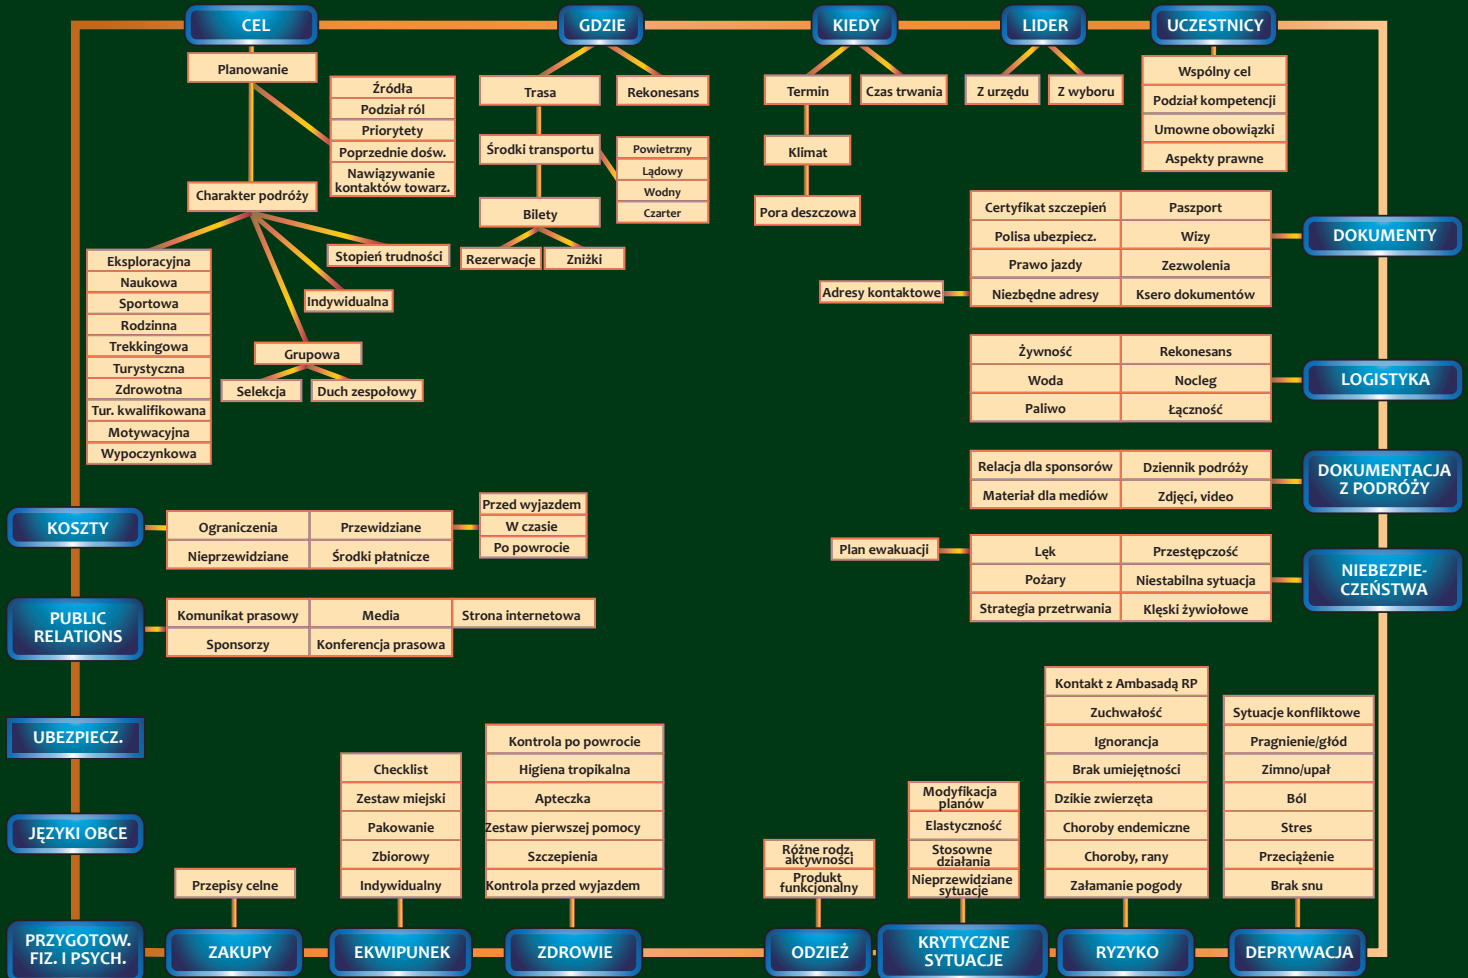 CEL
GDZIE
KIEDY
LIDER
UCZESTNICY
Planowanie
Źródła
Podział ról
Priorytety
Poprzednie dośw.
Nawiązywanie
kontaktów towarz.
Charakter podróży
Eksploracyjna
Naukowa
Sportowa
Rodzinna
Trekkingowa
Turystyczna
Zdrowotna
Tur. kwalifikowana
Motywacyjna
Wypoczynkowa
Stopień trudności
Indywidualna
Grupowa
Selekcja
Duch zespołowy
Trasa
Rekonesans
Środki transportu
Powietrzny
Lądowy
Wodny
Czarter
Bilety
Rezerwacje
Zniżki
Termin
Czas trwania
Klimat
Pora deszczowa
Z urzędu
Z wyboru
Wspólny cel
Podział kompetencji
Umowne obowiązki
Aspekty prawne
Certyfikat szczepień
Paszport
Polisa ubezpiecz.
Wizy
Prawo jazdy
Zezwolenia
Niezbędne adresy
Ksero dokumentów
Adresy kontaktowe
DOKUMENTY
Żywność
Rekonesans
Woda
Nocleg
Paliwo
Łączność
LOGISTYKA
Relacja dla sponsorów
Dziennik podróży
Materiał dla mediów
Zdjęci, video
DOKUMENTACJA
Z PODRÓŻY
Plan ewakuacji
Lęk
Przestępczość
Pożary
Niestabilna sytuacja
Strategia przetrwania
Klęski żywiołowe
NIEBEZPIE-
CZEŃSTWA
KOSZTY
Ograniczenia
Przewidziane
Nieprzewidziane
Środki płatnicze
Przed wyjazdem
W czasie
Po powrocie
PUBLIC
RELATIONS
Komunikat prasowy
Media
Strona internetowa
Sponsorzy
Konferencja prasowa
UBEZPIECZ.
JĘZYKI OBCE
PRZYGOTOW.
FIZ. I PSYCH.
Przepisy celne
ZAKUPY
Checklist
Zestaw miejski
Pakowanie
Zbiorowy
Indywidualny
EKWIPUNEK
Kontrola po powrocie
Higiena tropikalna
Apteczka
Zestaw pierwszej pomocy
Szczepienia
Kontrola przed wyjazdem
ZDROWIE
Różne rodz.
aktywności
Produkt
funkcjonalny
ODZIEŻ
Modyfikacja
planów
Elastyczność
Stosowne
działania
Nieprzewidziane
sytuacje
KRYTYCZNE
SYTUACJE
Kontakt z Ambasadą RP
Zuchwałość
Ignorancja
Brak umiejętności
Dzikie zwierzęta
Choroby endemiczne
Choroby, rany
Załamanie pogody
RYZYKO
Sytuacje konfliktowe
Pragnienie/głód
Zimno/upał
Ból
Stres
Przeciążenie
Brak snu
DEPRYWACJA